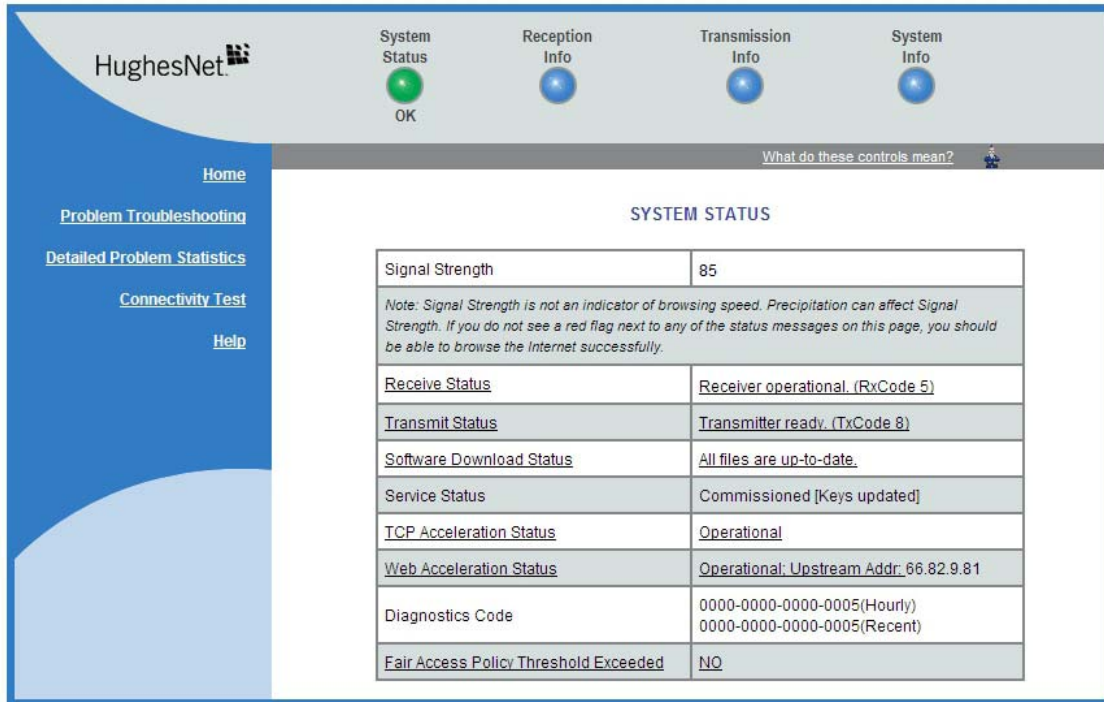 HughesNet.
System
Status
OK
Reception
Info
Transmission
Info
System
Info
What do these controls mean?
Home
Problem Troubleshooting
Detailed Problem Statistics
Connectivity Test
Help
SYSTEM STATUS
Signal Strength 85
Note: Signal Strength is not an indicator of browsing speed. Precipitation can affect Signal
Strength. If you do not see a red flag next to any of the status messages on this page, you should
be able to browse the Internet successfully.
Receive Status Receiver operational. (RxCode 5)
Transmit Status Transmitter ready. (TxCode 8)
Software Download Status All files are up-to-date.
Service Status Commissioned [Keys updated]
TCP Acceleration Status Operational
Web Acceleration Status Operational; Upstream Addr: 66.82.9.81
Diagnostics Code 0000-0000-0000-0005(Hourly)
0000-0000-0000-0005(Recent)
Fair Access Policy Threshold Exceeded NO